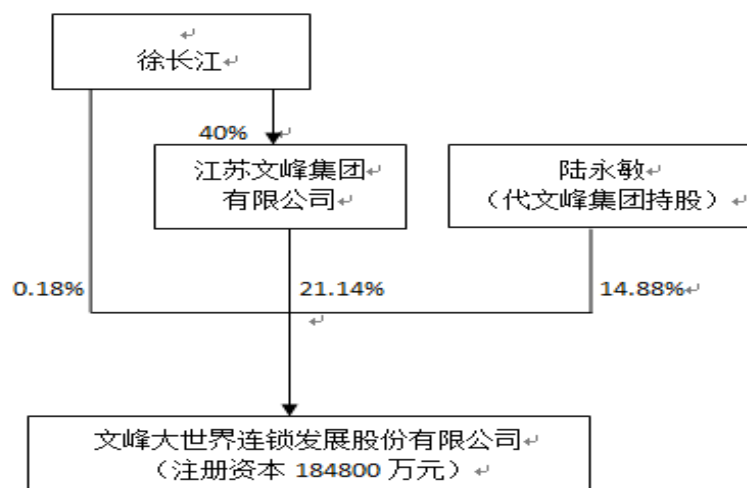 徐长江
40%
江苏文峰集团
有限公司
陆永敏
（代文峰集团持股）
0.18%
21.14%
14.88%
文峰大世界连锁发展股份有限公司
（注册资本 184800 万元）